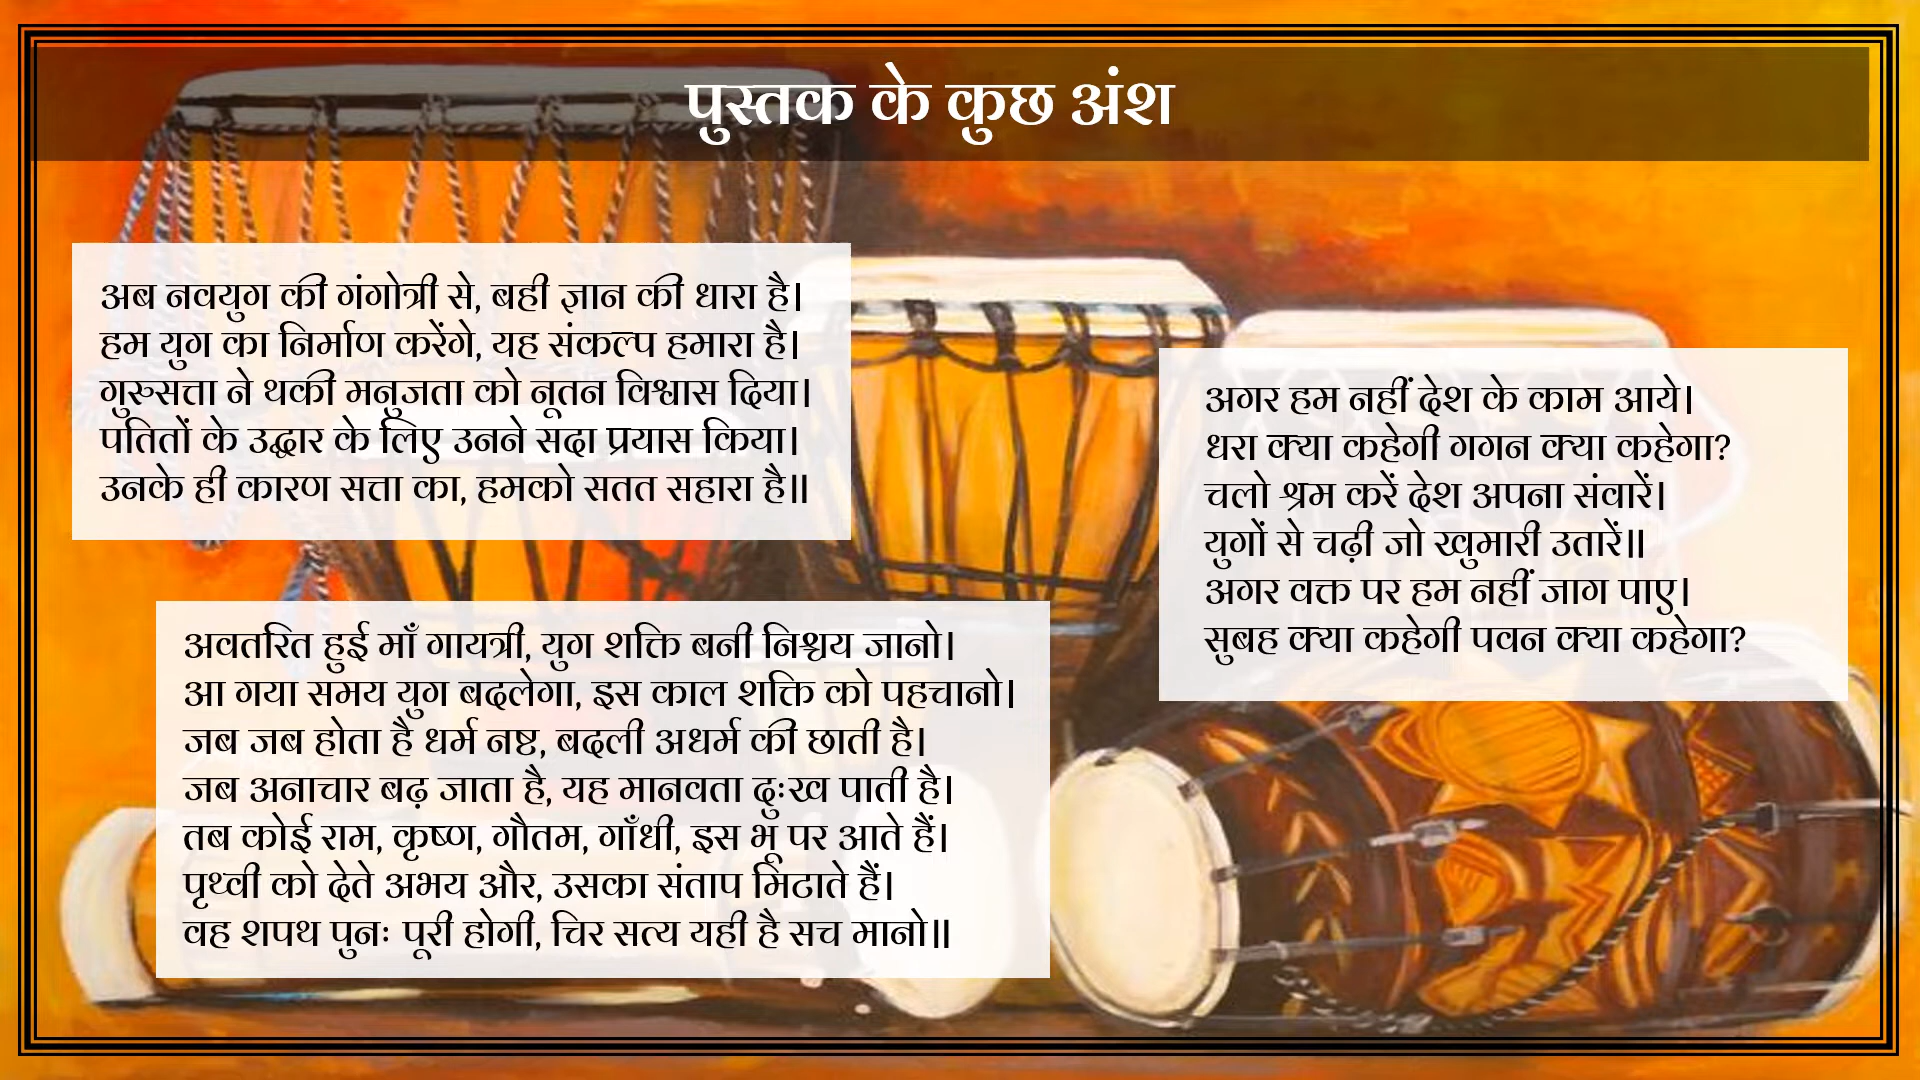 पुस्तक के कुछ अंश
अब नवयुग की गंगोत्री से, बही ज्ञान की धारा है।
हम युग का निर्माण करेंगे, यह संकल्प हमारा है।
गुरुसत्ता ने थकी मनुजता को नूतन विश्वास दिया।
पतितों के उद्धार के लिए उनने सदा प्रयास किया।
उनके ही कारण सत्ता का, हमको सतत सहारा है॥
अवतरित हुई माँ गायत्री, युग शक्ति बनी निश्चय जानो।
आ गया समय युग बदलेगा, इस काल शक्ति को पहचानो।
जब जब होता है धर्म नष्ट, बदली अधर्म की छाती है।
जब अनाचार बढ़ जाता है, यह मानवता दुःख पाती है।
तब कोई राम, कृष्ण, गौतम, गाँधी, इस भू पर आते हैं।
पृथ्वी को देते अभय और, उसका संताप मिटाते हैं।
वह शपथ पुनः पूरी होगी, चिर सत्य यही है सच मानो॥
अगर हम नहीं देश के काम आये।
धरा क्या कहेगी गगन क्या कहेगा?
चलो श्रम करें देश अपना संवारें।
युगों से चढ़ी जो खुमारी उतारें॥
अगर वक्त पर हम नहीं जाग पाए।
सुबह क्या कहेगी पवन क्या कहेगा?